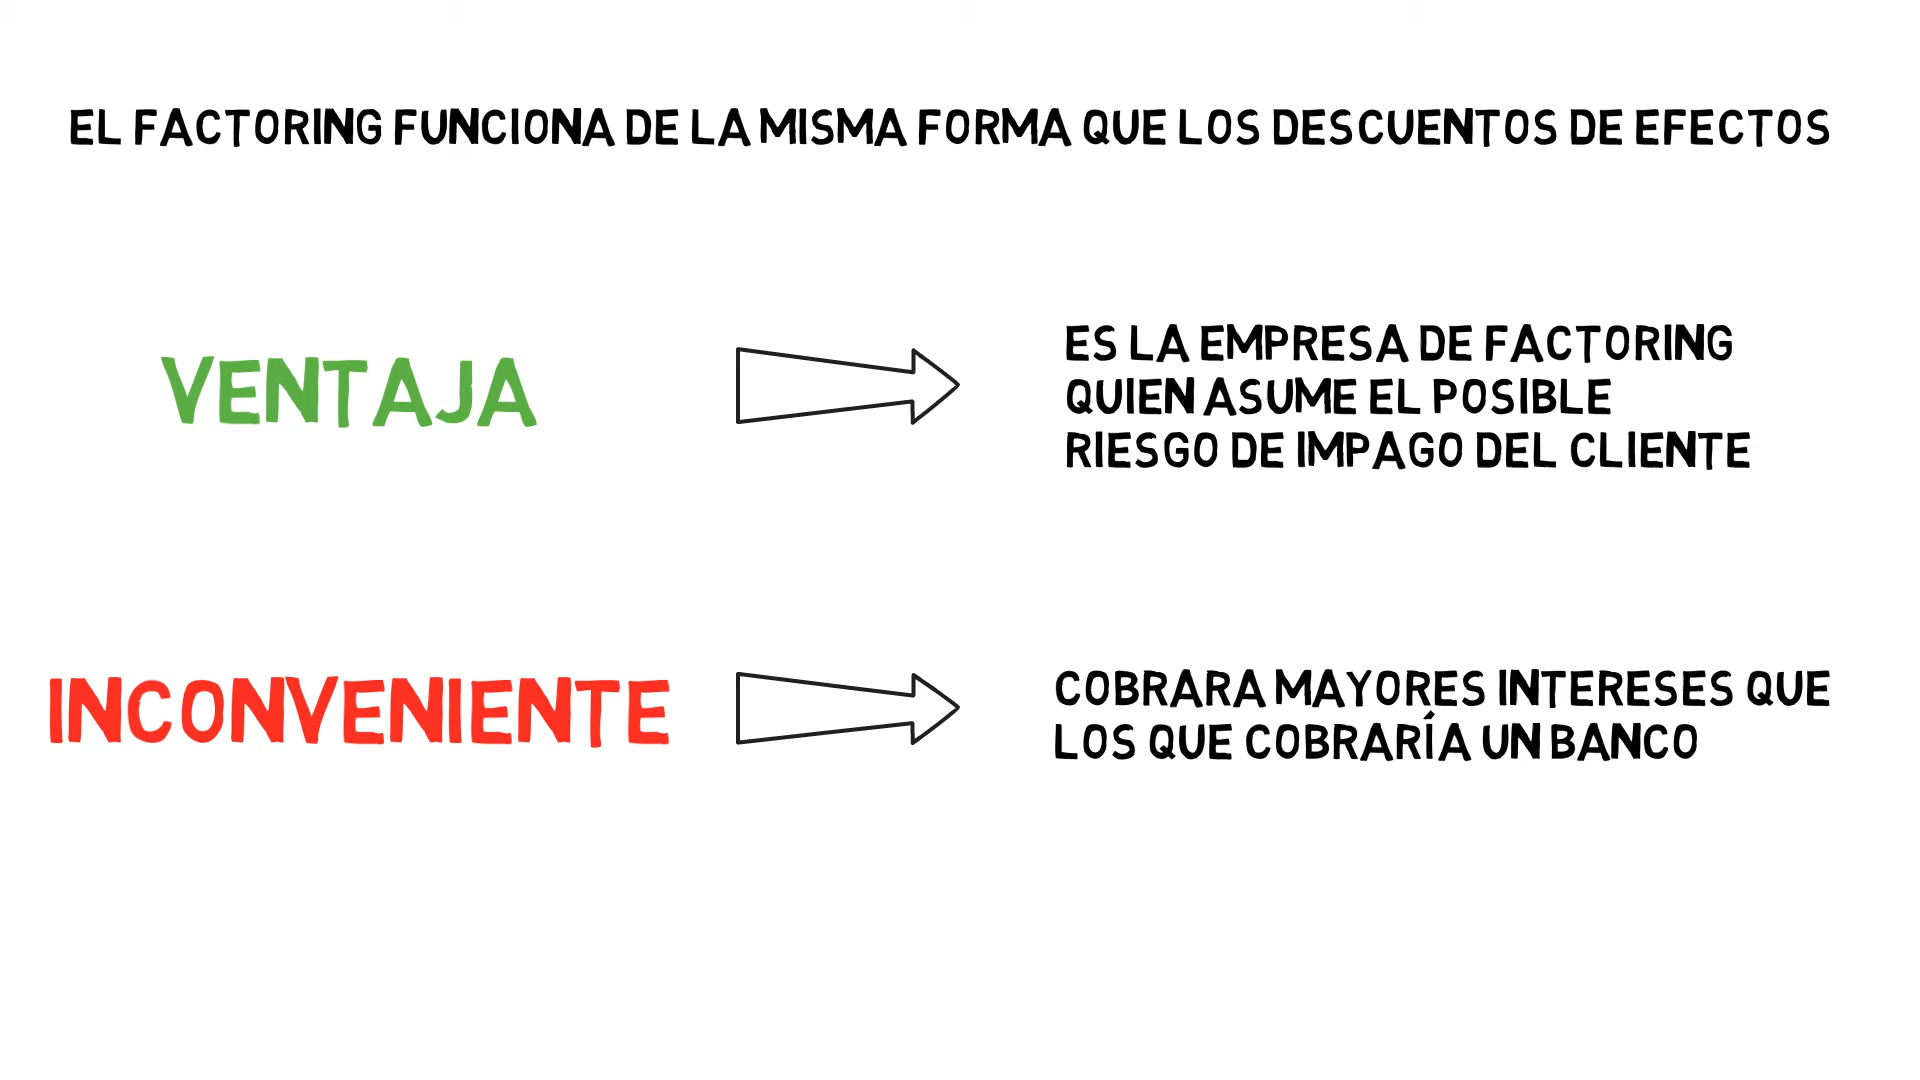 EL FACTORING FUNCIONA DE LA MISMA FORMA QUE LOS DESCUENTOS DE EFECTOS
VENTAJA
ES LA EMPRESA DE FACTORING
QUIEN ASUME EL POSIBLE
RIESGO DE IMPAGO DEL CLIENTE
INCONVENIENTE
COBRARA MAYORES INTERESES QUE
LOS QUE COBRARÍA UN BANCO